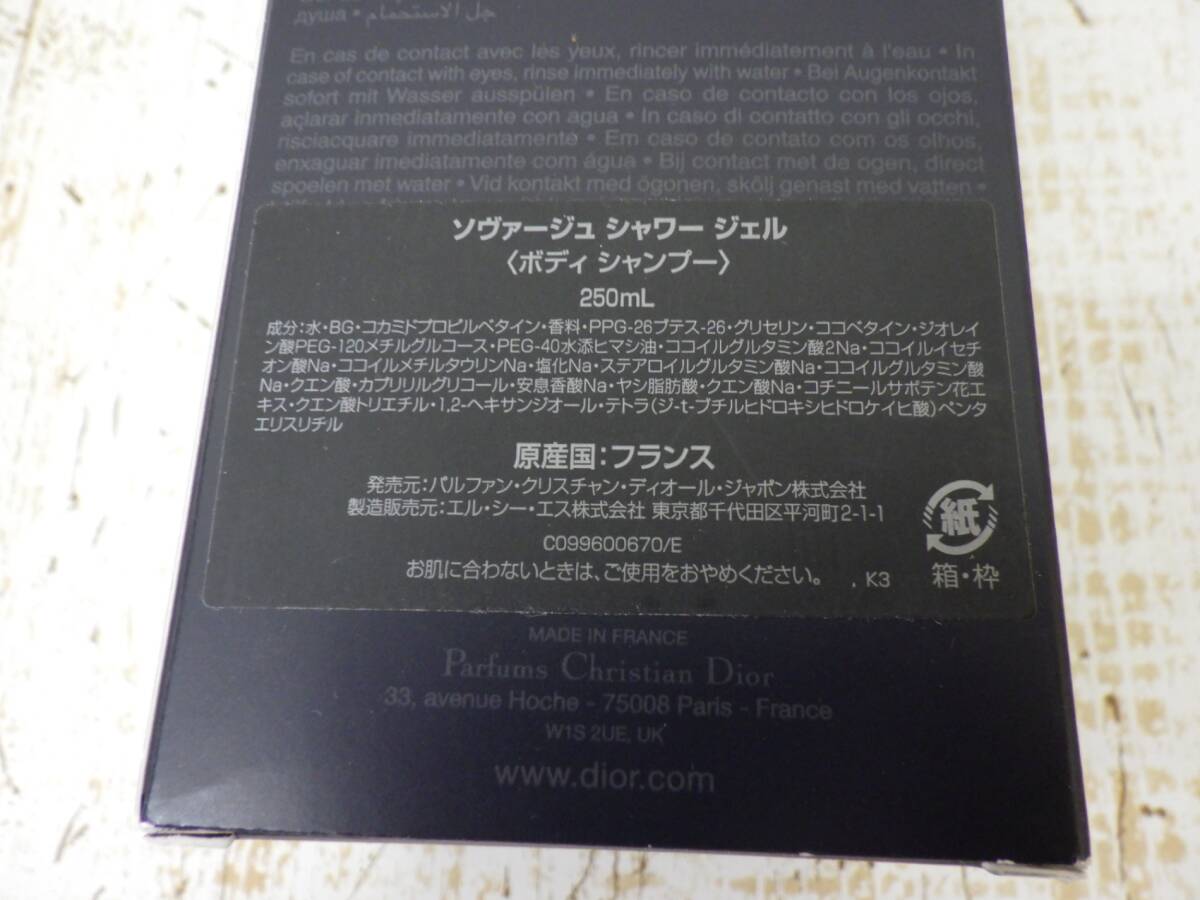 душа • جل الاستحمام
En cas de contact avec les yeux, rincer immédiatement à l'eau • In
case of contact with eyes, rinse immediately with water • Bei Augenkontakt
sofort mit Wasser ausspülen • En caso de contacto con los ojos,
açlarar inmediatamente con agua • In caso di contatto con gli occhi,
risciacquare immediatamente • Em caso de contato com os olhos,
enxaguar imediatamente com água • Bij contact met de ogen, direct
spoelen met water • Vid kontakt med ögonen, skölj genast med vatten •
ソヴァージュ シャワー ジェル
〈ボディ シャンプー〉
250mL
成分:水・BG・コカミドプロピルベタイン・香料・PPG-26ブテス-26・グリセリン・ココベタイン・ジオレイ
ン酸PEG-120メチルグルコース・PEG-40水添ヒマシ油・ココイルグルタミン酸2Na・ココイルイセチ
オン酸Na・ココイルメチルタウリンNa・塩化Na・ステアロイルグルタミン酸Na・ココイルグルタミン酸
Na・クエン酸・カプリリルグリコール・安息香酸Na・ヤシ脂肪酸・クエン酸Na・コチニールサボテン花エ
キス・クエン酸トリエチル・1,2-ヘキサンジオール・テトラ(ジ-t-ブチルヒドロキシヒドロケイヒ酸)ペンタ
エリスリチル
原産国:フランス
発売元:パルファン・クリスチャン・ディオール・ジャポン株式会社
製造販売元:エル・シー・エス株式会社 東京都千代田区平河町2-1-1
C099600670/E
お肌に合わないときは、ご使用をおやめください。 K3
紙
箱・枠
MADE IN FRANCE
Parfums Christian Dior
33, avenue Hoche - 75008 Paris - France
W1S 2UE, UK
www.dior.com